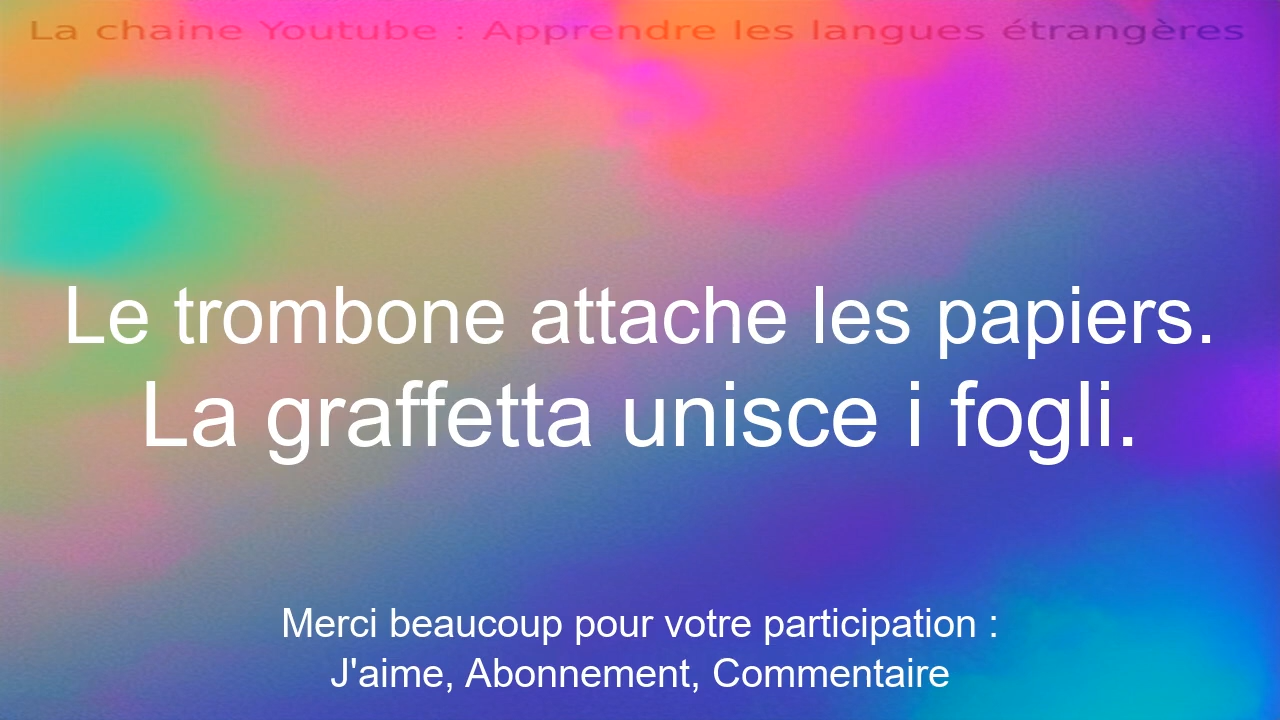 La chaine Youtube : Apprendre les langues étrangères
Le trombone attache les papiers.
La graffetta unisce i fogli.
Merci beaucoup pour votre participation :
J'aime, Abonnement, Commentaire